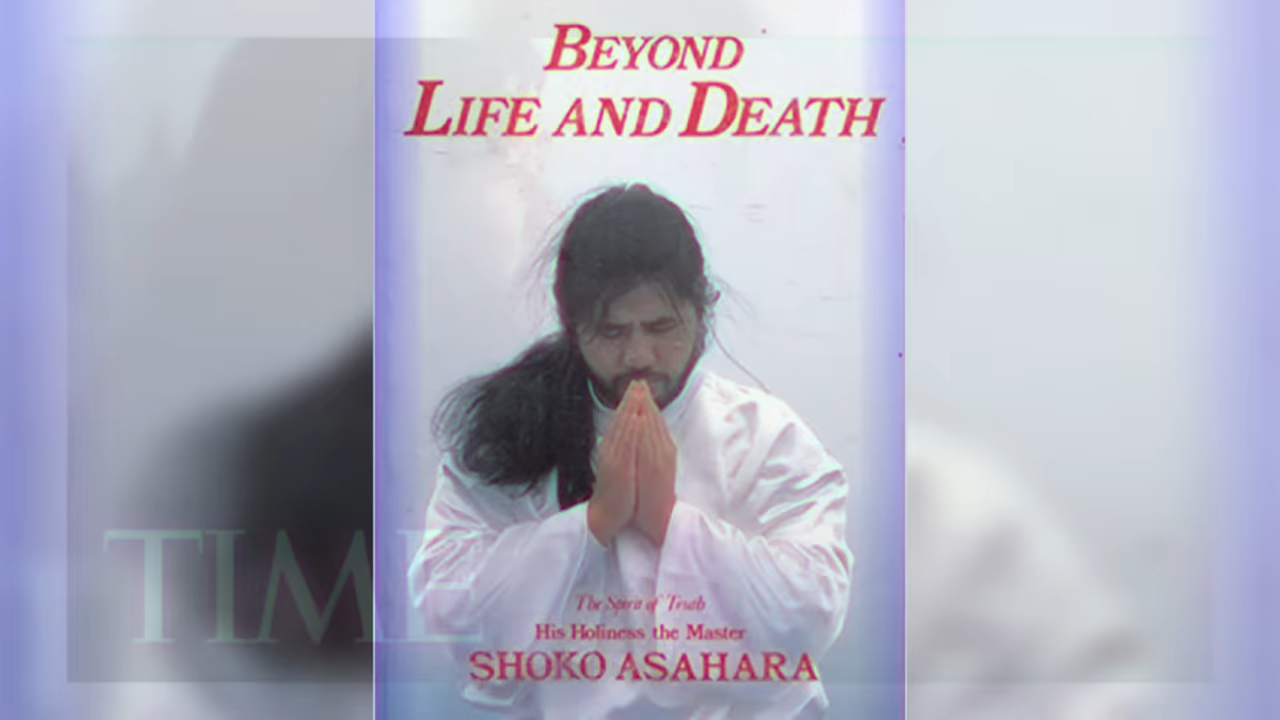 BEYOND
LIFE AND DEATH
TIME
The Spirit of Truth
His Holiness the Master
SHOKO ASAHARA